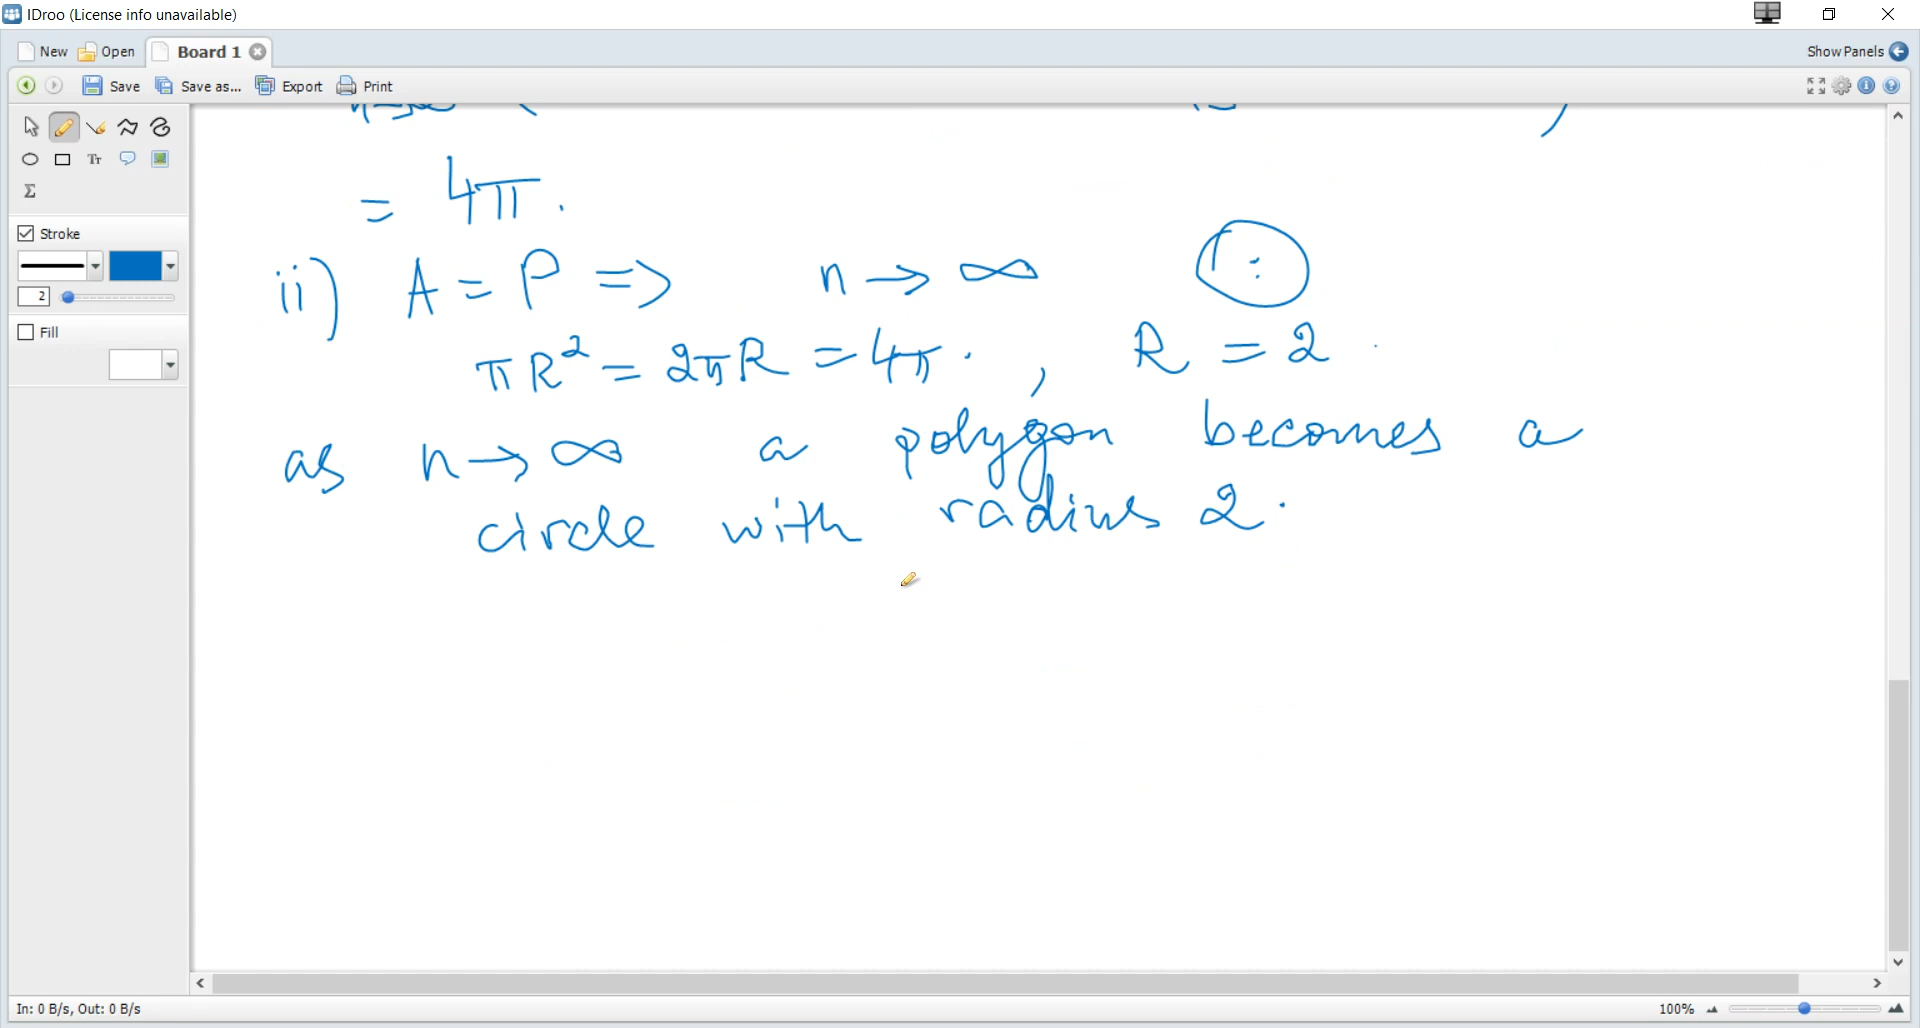 IDroo (License info unavailable)
New Open Board 1 Show Panels
Save Save as... Export Print
Tt
Σ
= 4π.
Stroke
ii) A = P => n → ∞
2
Fill
πR² = 2πR = 4π. , R = 2.
as n → ∞ a polygon becomes a
circle with radius 2.
In: 0 B/s, Out: 0 B/s 100%